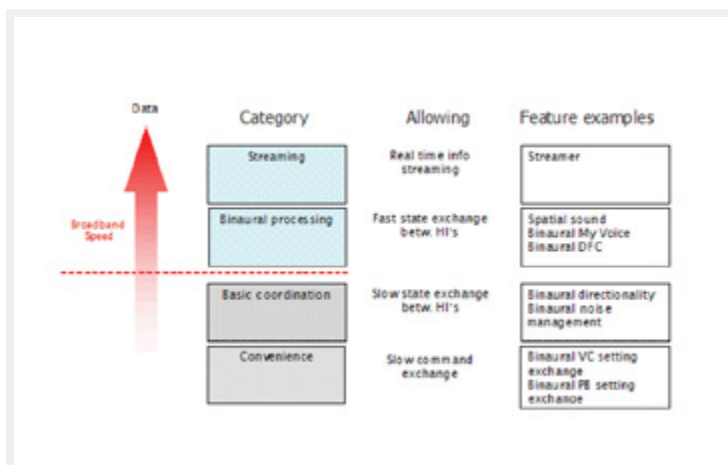 Data
Category
Allowing
Feature examples
Broadband
Speed
Streaming
Real time info
streaming
Streamer
Binaural processing
Fast state exchange
betw. HI's
Spatial sound
Binaural My Voice
Binaural DFC
Basic coordination
Slow state exchange
betw. HI's
Binaural directionality
Binaural noise
management
Convenience
Slow command
exchange
Binaural VC setting
exchange
Binaural PB setting
exchange